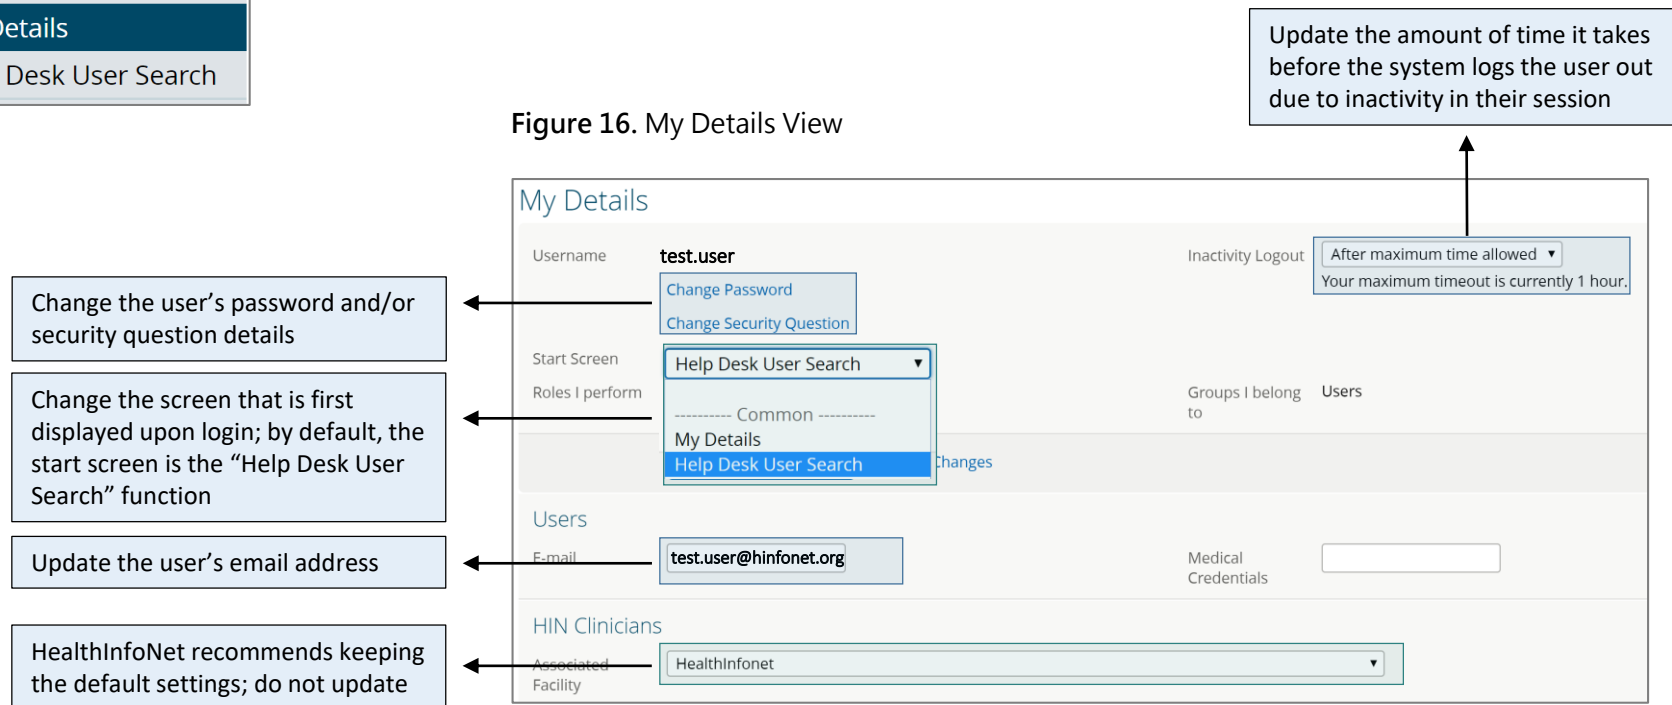 Details
Desk User Search
Update the amount of time it takes
before the system logs the user out
due to inactivity in their session
Figure 16. My Details View
My Details
Username test.user
Inactivity Logout After maximum time allowed
Your maximum timeout is currently 1 hour.
Change Password
Change Security Question
Change the user’s password and/or
security question details
Start Screen Help Desk User Search
Roles I perform
Groups I belong
to
Users
---------- Common ----------
My Details
Help Desk User Search
Changes
Change the screen that is first
displayed upon login; by default, the
start screen is the “Help Desk User
Search” function
Users
E-mail test.user@hinfonet.org
Medical
Credentials
Update the user’s email address
HIN Clinicians
Associated
Facility
HealthInfonet
HealthInfoNet recommends keeping
the default settings; do not update